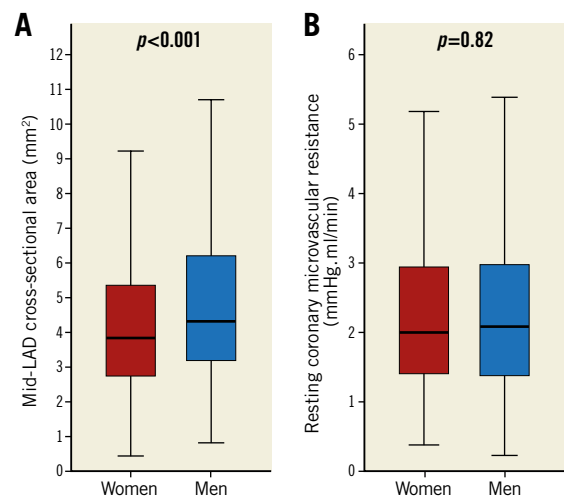 A
p<0.001
Mid-LAD cross-sectional area (mm²)
12
11
10
9
8
7
6
5
4
3
2
1
0
Women
Men
B
p=0.82
Resting coronary microvascular resistance
(mmHg.ml/min)
6
5
4
3
2
1
0
Women
Men